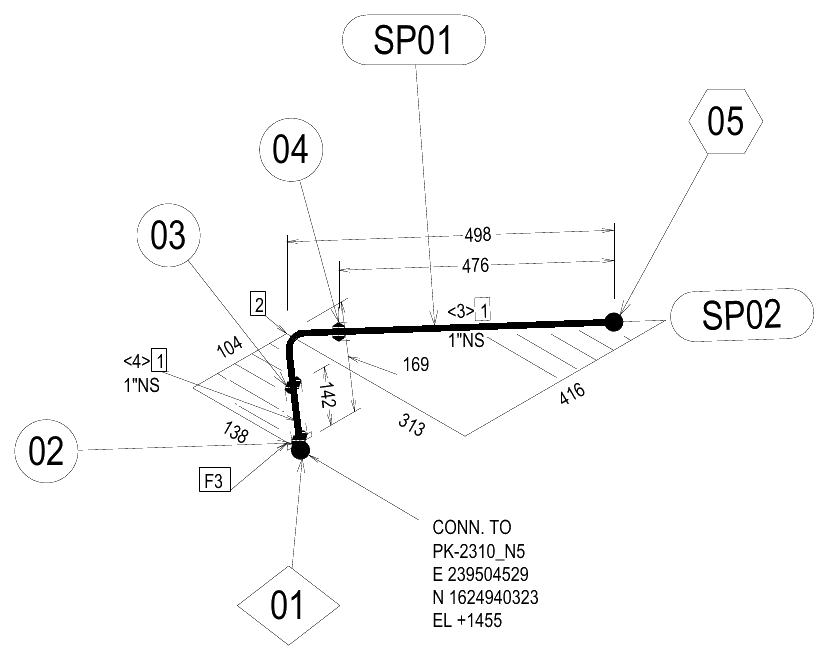 SP01
05
04
03
498
476
2
<3> 1
1"NS
SP02
104
<4> 1
1"NS
169
142
416
138
313
02
F3
CONN. TO
PK-2310_N5
E 239504529
N 1624940323
EL +1455
01